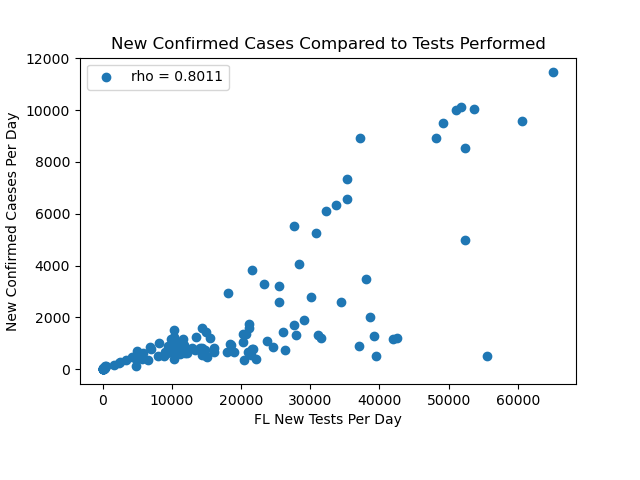 New Confirmed Cases Compared to Tests Performed
rho = 0.8011
New Confirmed Caeses Per Day
12000
10000
8000
6000
4000
2000
0
0 10000 20000 30000 40000 50000 60000
FL New Tests Per Day